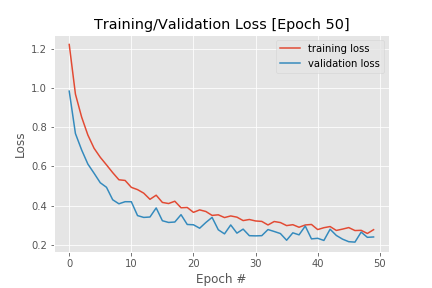 Training/Validation Loss [Epoch 50]
training loss
validation loss
1.2
1.0
0.8
0.6
0.4
0.2
Loss
0 10 20 30 40 50
Epoch #